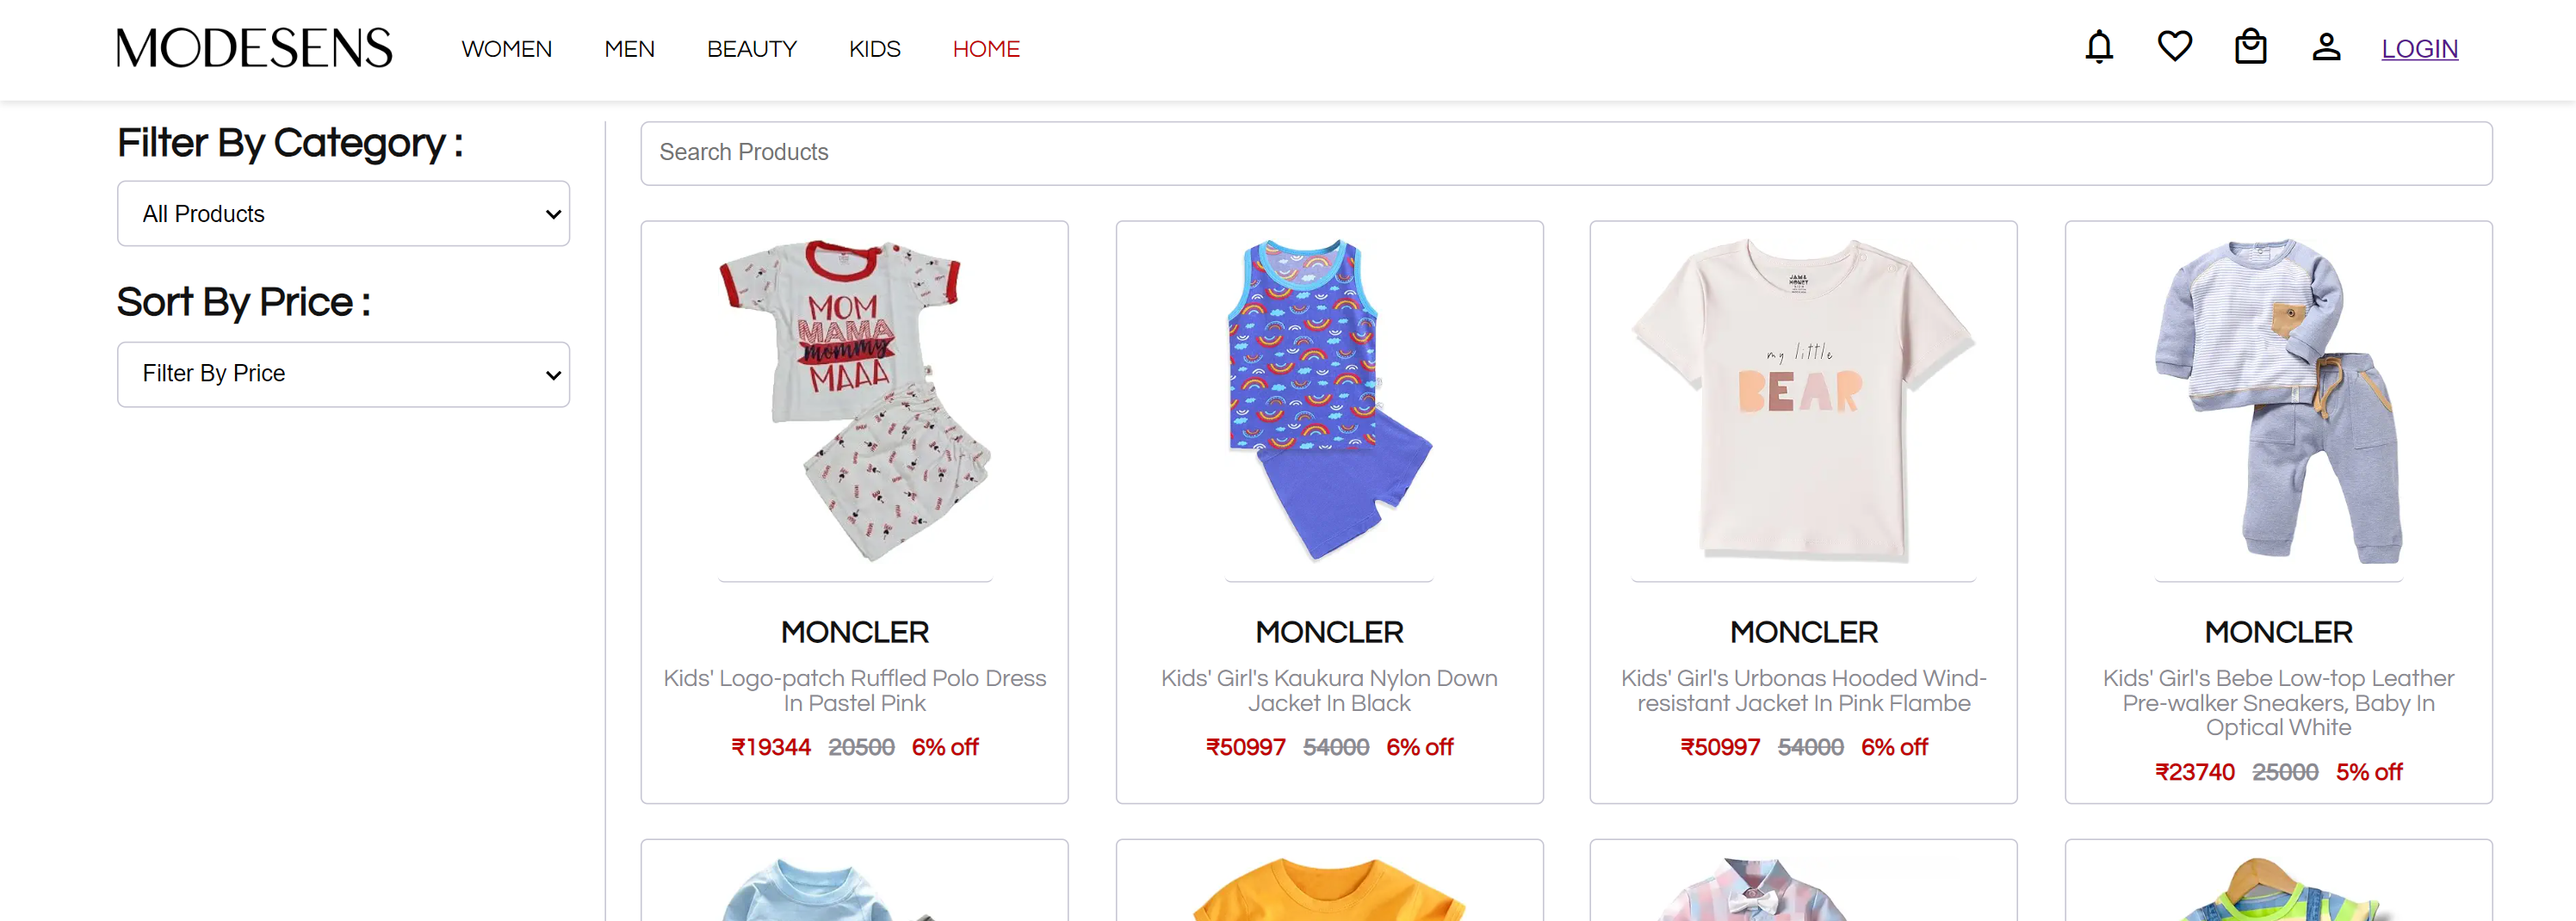 MODESENS
WOMEN MEN BEAUTY KIDS HOME
LOGIN
Filter By Category :
All Products
Sort By Price :
Filter By Price
Search Products
MOM
MAMA
mommy
MAAA
MONCLER
Kids' Logo-patch Ruffled Polo Dress
In Pastel Pink
₹19344 20500 6% off
MONCLER
Kids' Girl's Kaukura Nylon Down
Jacket In Black
₹50997 54000 6% off
my little
BEAR
MONCLER
Kids' Girl's Urbonas Hooded Wind-
resistant Jacket In Pink Flambe
₹50997 54000 6% off
MONCLER
Kids' Girl's Bebe Low-top Leather
Pre-walker Sneakers, Baby In
Optical White
₹23740 25000 5% off